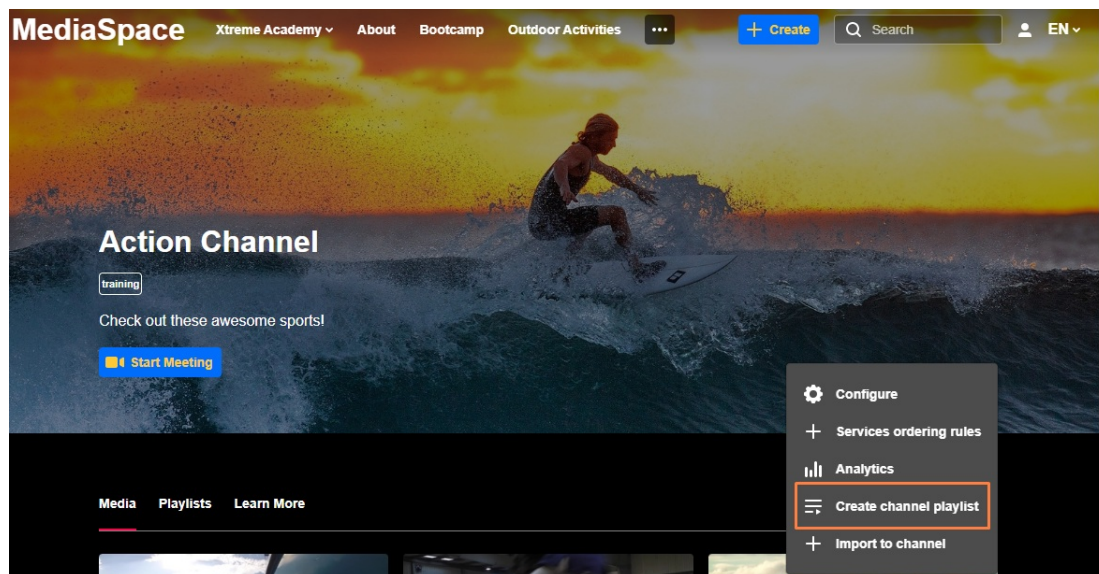 MediaSpace Xtreme Academy About Bootcamp Outdoor Activities ... + Create Search EN
Action Channel
training
Check out these awesome sports!
Start Meeting
Configure
Services ordering rules
Analytics
Create channel playlist
Import to channel
Media Playlists Learn More